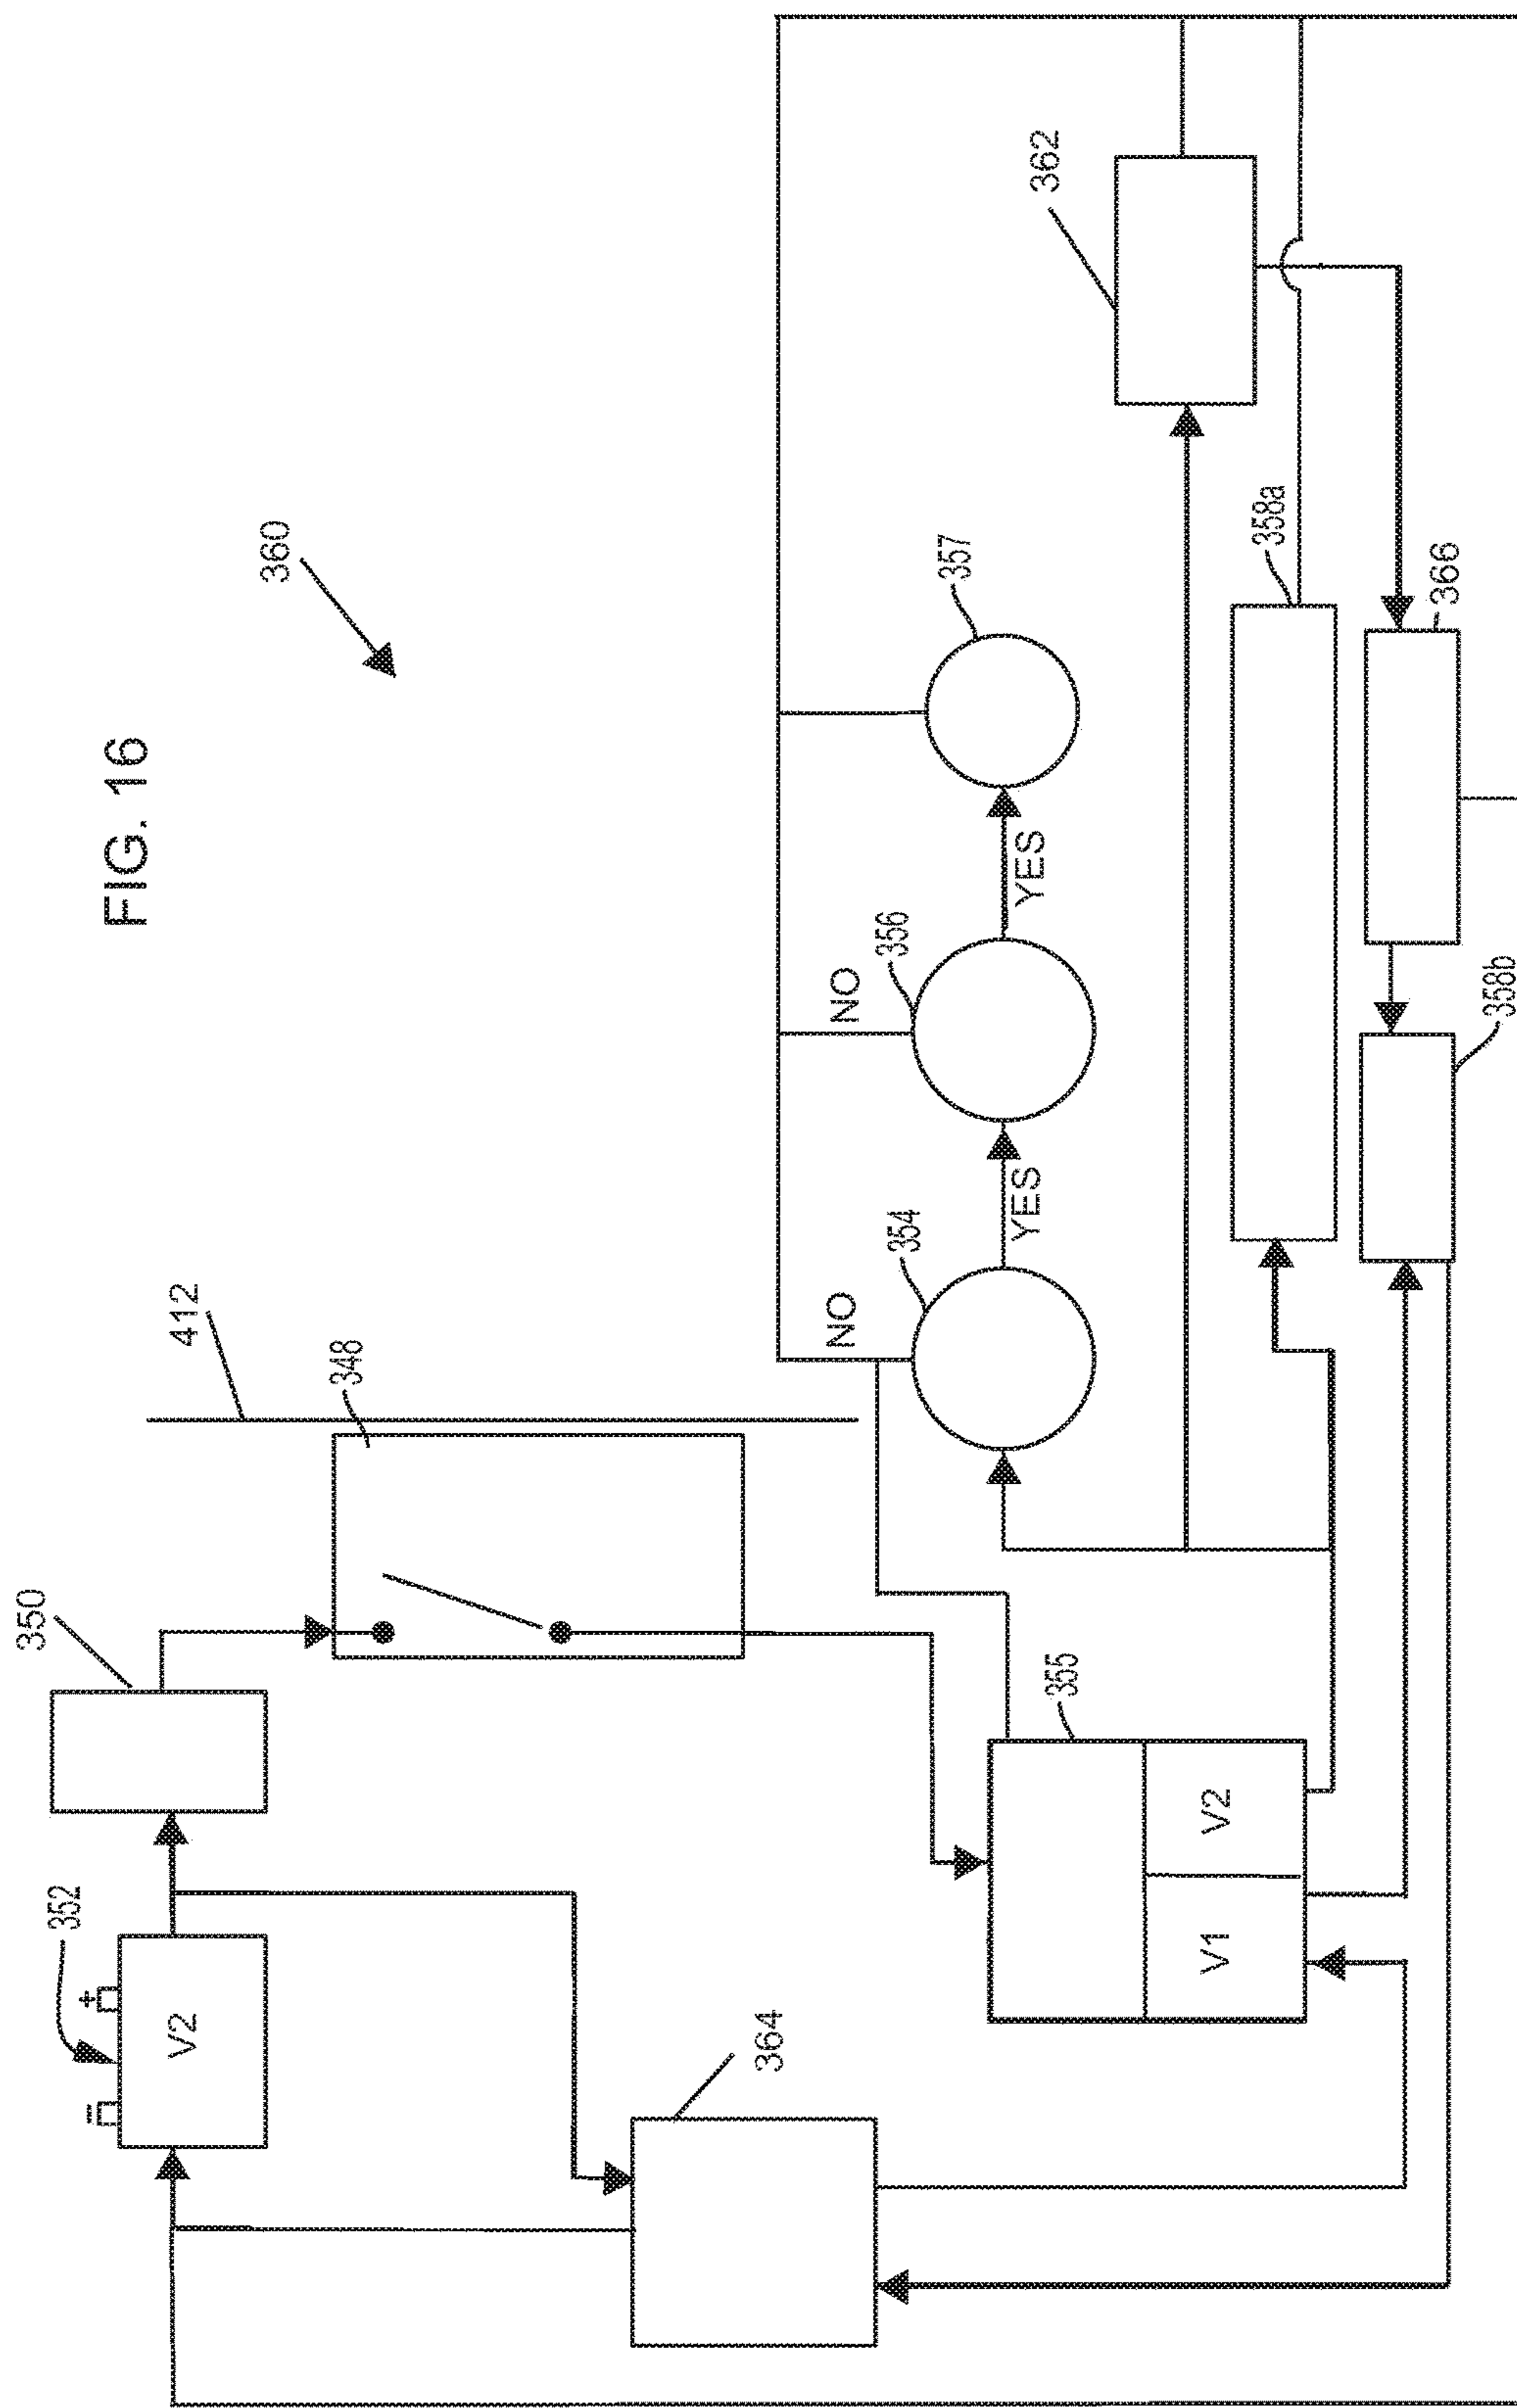 FIG. 16
360
350
352
- +
V2
412
348
364
355
V1
V2
354
NO
YES
356
NO
YES
357
362
358a
366
358b